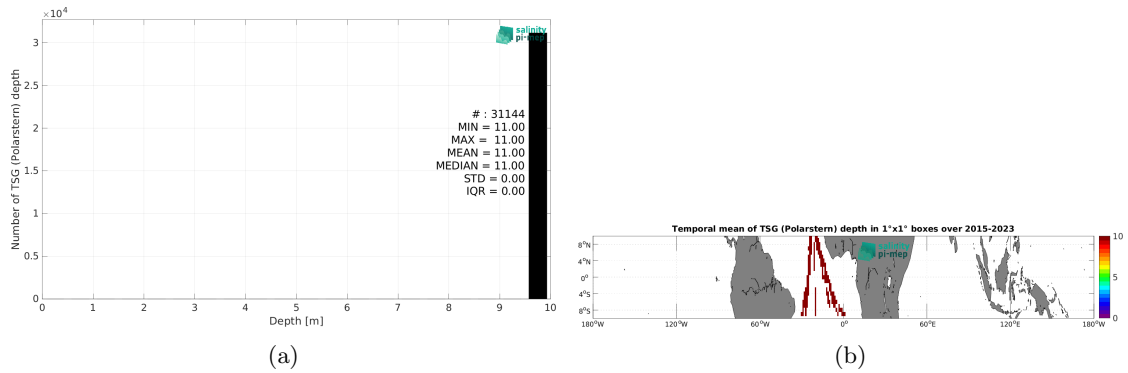 ×10⁴
3
2.5
2
1.5
1
0.5
0
Number of TSG (Polarstern) depth
salinity
pi-mep
# : 31144
MIN = 11.00
MAX = 11.00
MEAN = 11.00
MEDIAN = 11.00
STD = 0.00
IQR = 0.00
0 1 2 3 4 5 6 7 8 9 10
Depth [m]
(a)
Temporal mean of TSG (Polarstern) depth in 1°x1° boxes over 2015-2023
8°N
4°N
0°
4°S
8°S
salinity
pi-mep
180°W 120°W 60°W 0° 60°E 120°E 180°W
10
5
0
(b)